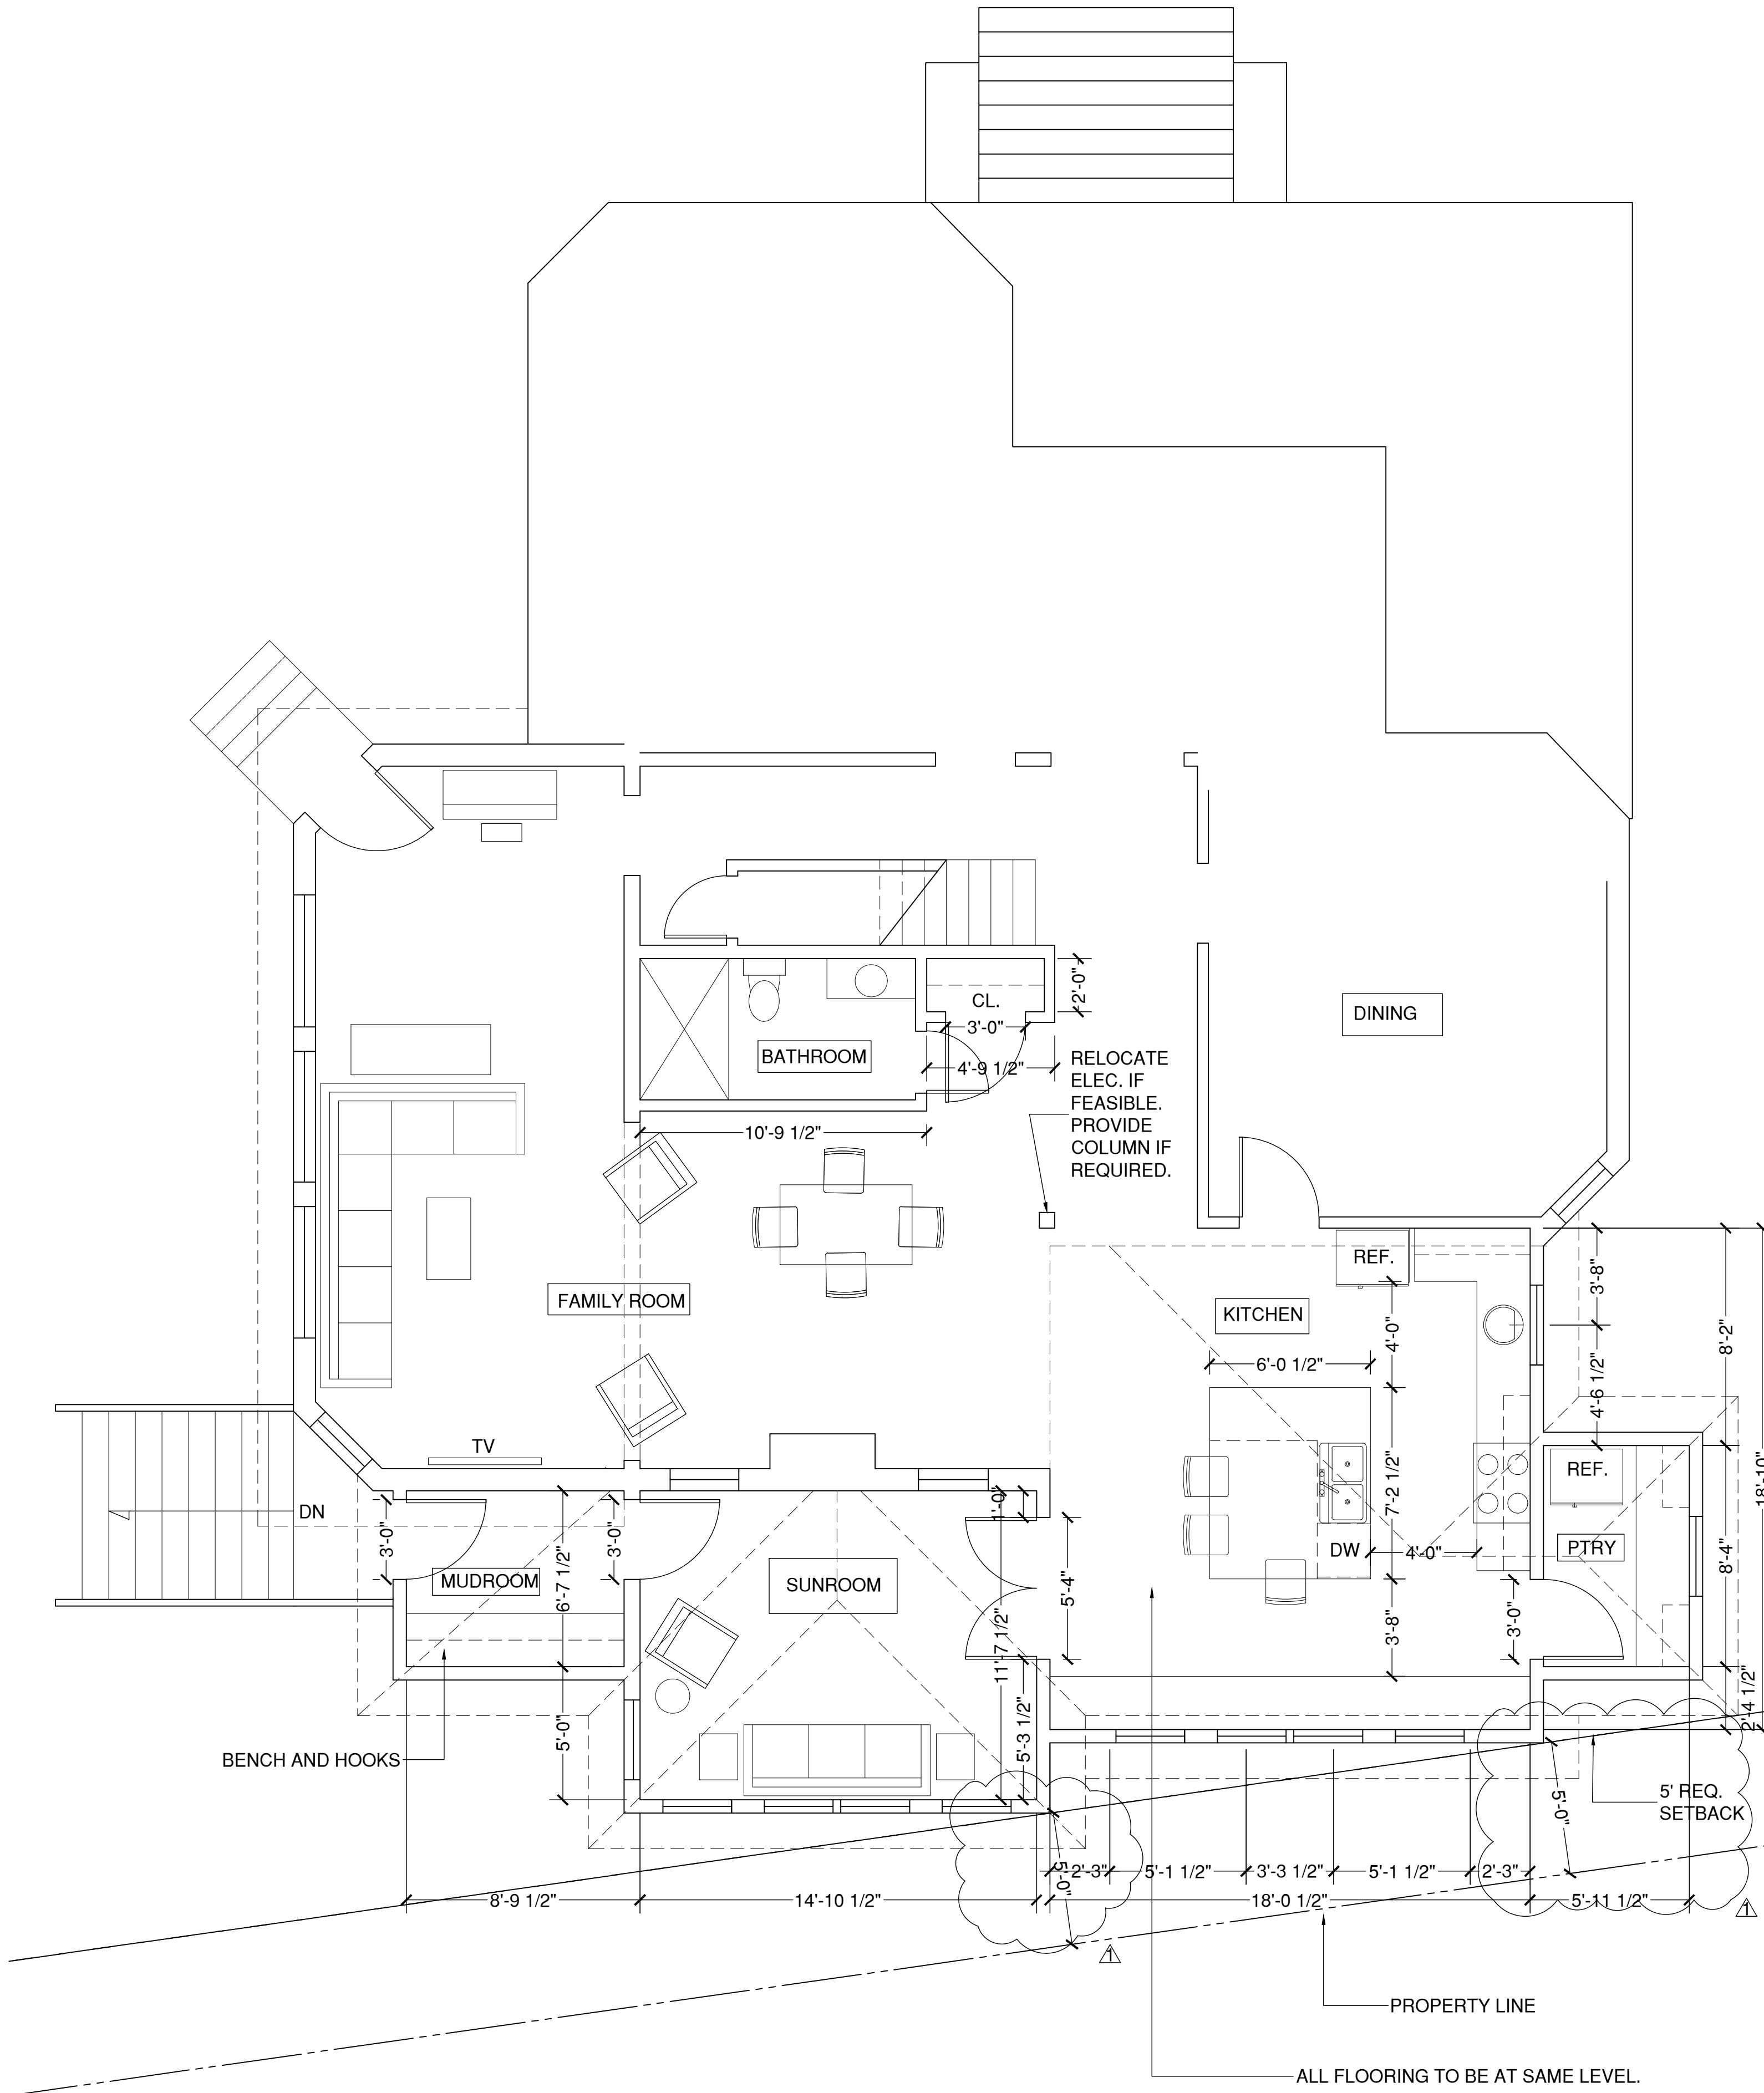 CL.
2'-0"
3'-0"
DINING
BATHROOM
4'-9 1/2"
RELOCATE
ELEC. IF
FEASIBLE.
PROVIDE
COLUMN IF
REQUIRED.
10'-9 1/2"
REF.
3'-8"
FAMILY ROOM
KITCHEN
4'-0"
8'-2"
6'-0 1/2"
4'-6 1/2"
TV
REF.
18'-10"
DN
1'-0"
7'-2 1/2"
3'-0"
3'-0"
DW
4'-0"
PTRY
8'-4"
MUDROOM
6'-7 1/2"
SUNROOM
5'-4"
3'-0"
11'-7 1/2"
3'-8"
2'-4 1/2"
5'-0"
5'-3 1/2"
BENCH AND HOOKS
5'-0"
5' REQ.
SETBACK
5'-0"
2'-3"
5'-1 1/2"
3'-3 1/2"
5'-1 1/2"
2'-3"
8'-9 1/2"
14'-10 1/2"
18'-0 1/2"
5'-11 1/2"
1
1
PROPERTY LINE
ALL FLOORING TO BE AT SAME LEVEL.